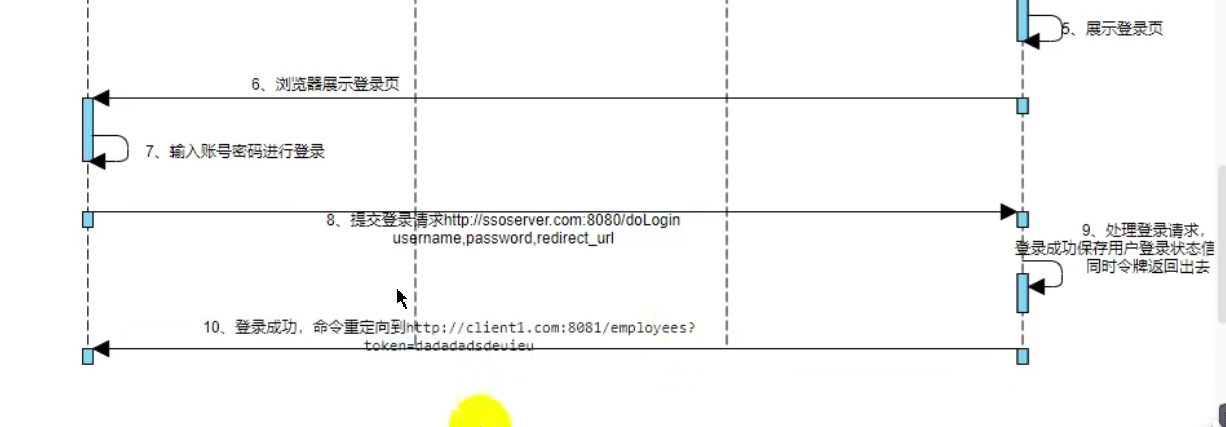 5、展示登录页
6、浏览器展示登录页
7、输入账号密码进行登录
8、提交登录请求http://ssoserver.com:8080/doLogin
username,password,redirect_url
9、处理登录请求，
登录成功保存用户登录状态信
同时令牌返回出去
10、登录成功，命令重定向到http://client1.com:8081/employees?
token=dadadadsdeuieu